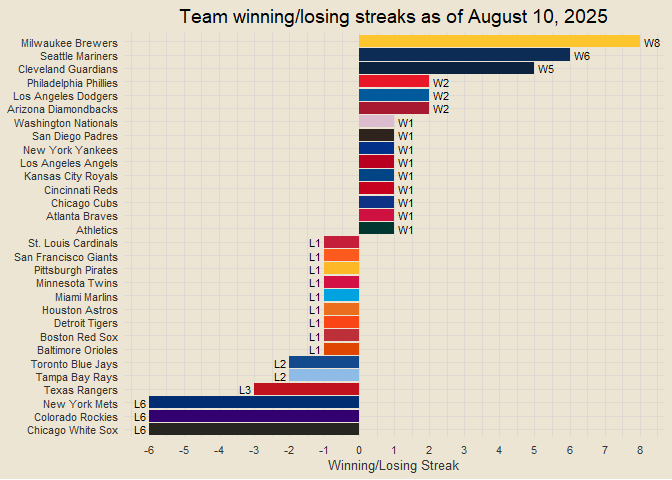 Team winning/losing streaks as of August 10, 2025
Milwaukee Brewers W8
Seattle Mariners W6
Cleveland Guardians W5
Philadelphia Phillies W2
Los Angeles Dodgers W2
Arizona Diamondbacks W2
Washington Nationals W1
San Diego Padres W1
New York Yankees W1
Los Angeles Angels W1
Kansas City Royals W1
Cincinnati Reds W1
Chicago Cubs W1
Atlanta Braves W1
Athletics W1
St. Louis Cardinals L1
San Francisco Giants L1
Pittsburgh Pirates L1
Minnesota Twins L1
Miami Marlins L1
Houston Astros L1
Detroit Tigers L1
Boston Red Sox L1
Baltimore Orioles L1
Toronto Blue Jays L2
Tampa Bay Rays L2
Texas Rangers L3
New York Mets L6
Colorado Rockies L6
Chicago White Sox L6
-6 -5 -4 -3 -2 -1 0 1 2 3 4 5 6 7 8
Winning/Losing Streak